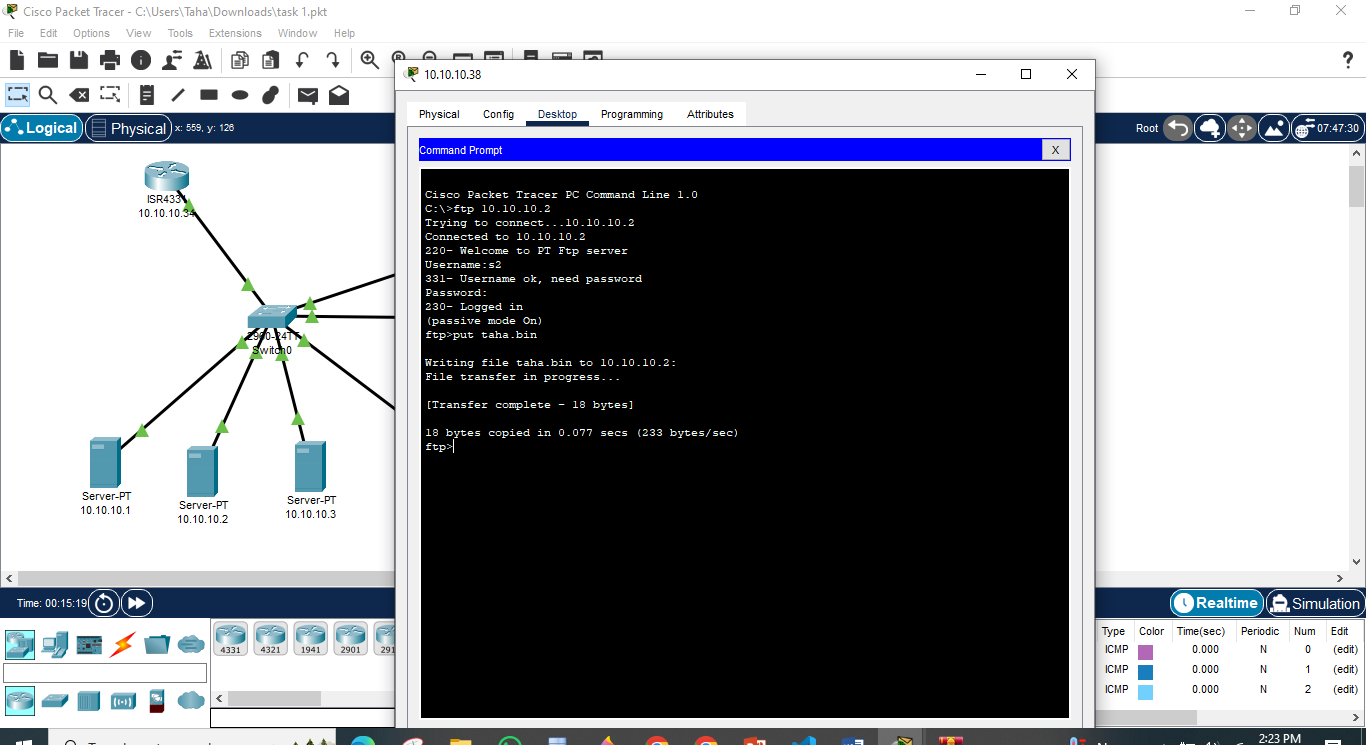 Cisco Packet Tracer - C:\Users\Taha\Downloads\task 1.pkt
File Edit Options View Tools Extensions Window Help
?
Logical
Physical
x: 559, y: 126
Root
07:47:30
10.10.10.38
Physical Config Desktop Programming Attributes
Command Prompt
X
Cisco Packet Tracer PC Command Line 1.0
C:\>ftp 10.10.10.2
Trying to connect...10.10.10.2
Connected to 10.10.10.2
220- Welcome to PT Ftp server
Username:s2
331- Username ok, need password
Password:
230- Logged in
(passive mode On)
ftp>put taha.bin
Writing file taha.bin to 10.10.10.2:
File transfer in progress...
[Transfer complete - 18 bytes]
18 bytes copied in 0.077 secs (233 bytes/sec)
ftp>
ISR4331
10.10.10.34
2960-24TT
Switch0
Server-PT
10.10.10.1
Server-PT
10.10.10.2
Server-PT
10.10.10.3
Time: 00:15:19
Realtime
Simulation
4331 4321 1941 2901 291
Type Color Time(sec) Periodic Num Edit
ICMP 0.000 N 0 (edit)
ICMP 0.000 N 1 (edit)
ICMP 0.000 N 2 (edit)
2:23 PM